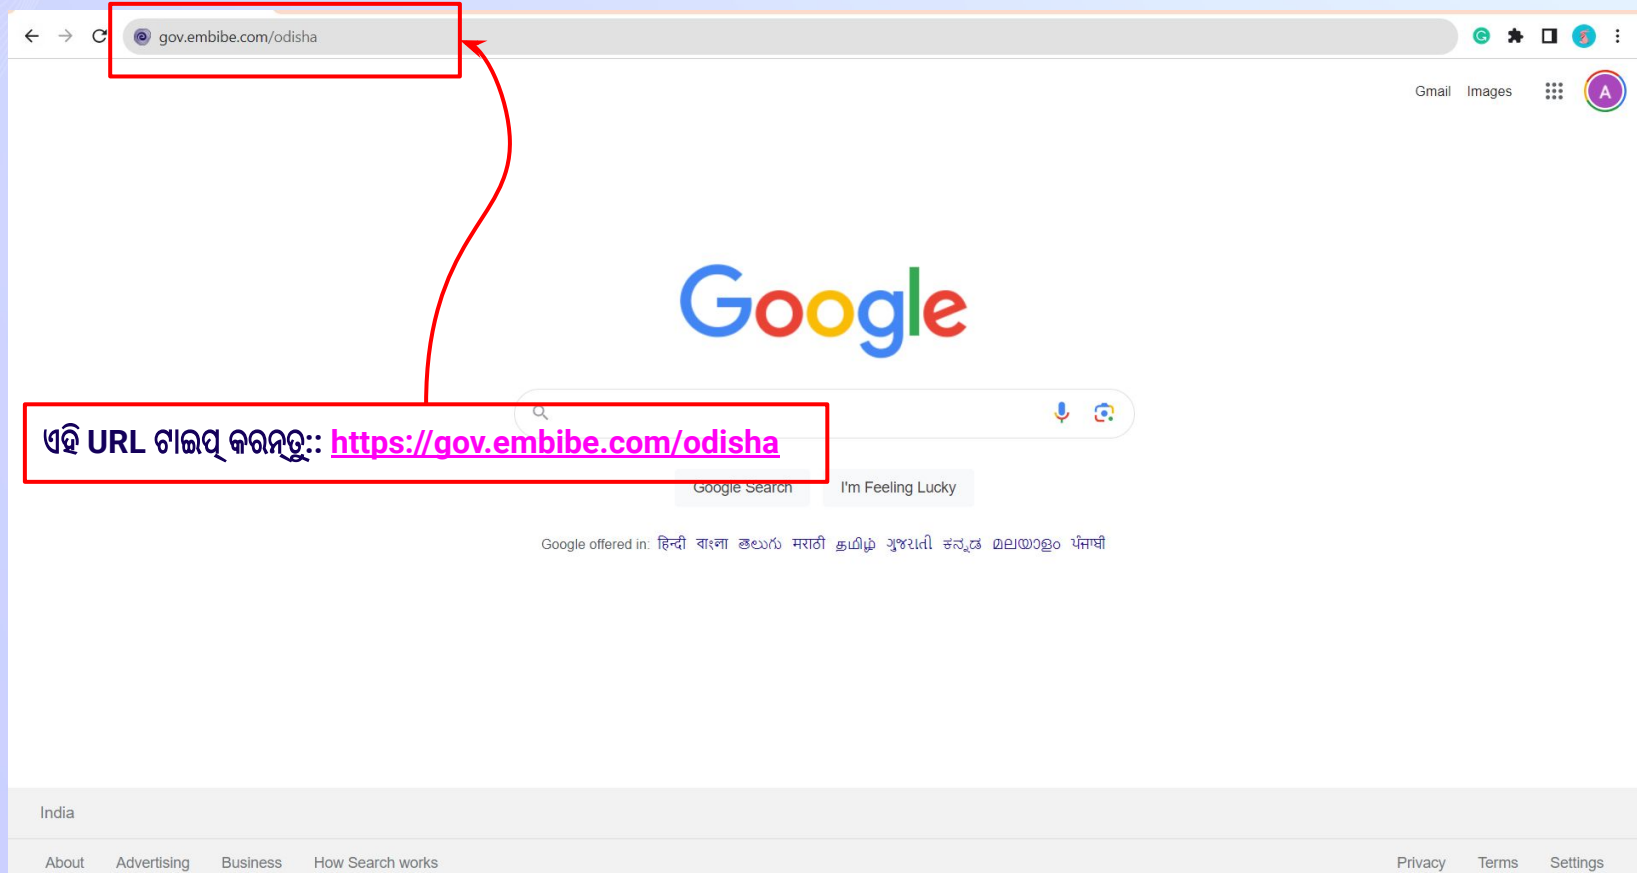 gov.embibe.com/odisha
Gmail Images
A
Google
ଏହି URL ଟାଇପ୍ କରନ୍ତୁ:: https://gov.embibe.com/odisha
Google Search I'm Feeling Lucky
Google offered in: हिन्दी বাংলা తెలుగు मराठी தமிழ் ગુજરાતી ಕನ್ನಡ മലയാളം ਪੰਜਾਬੀ
India
About Advertising Business How Search works Privacy Terms Settings